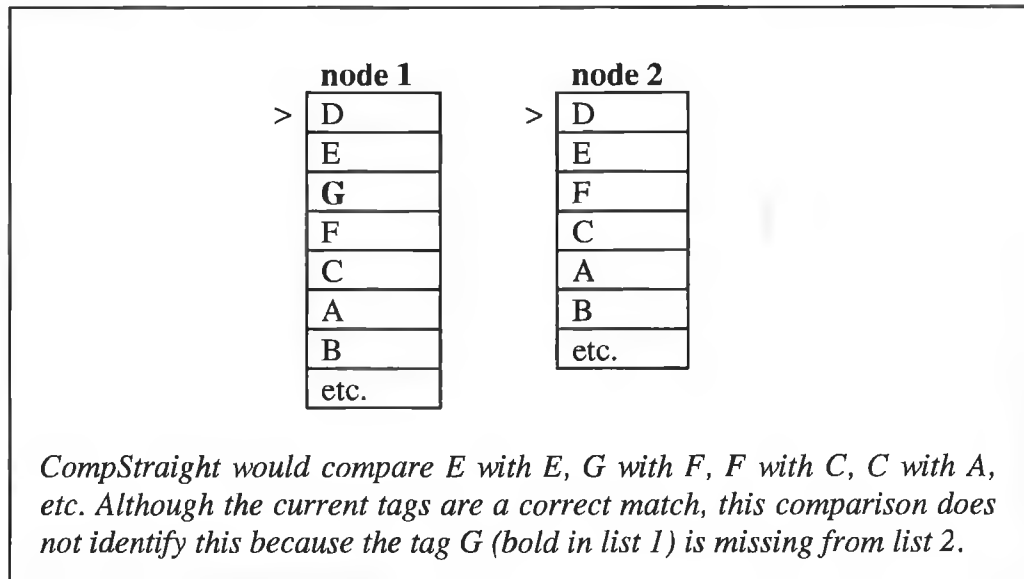 node 1 node 2
> D > D
E E
G F
F C
C A
A B
B etc.
etc.
CompStraight would compare E with E, G with F, F with C, C with A,
etc. Although the current tags are a correct match, this comparison does
not identify this because the tag G (bold in list 1) is missing from list 2.